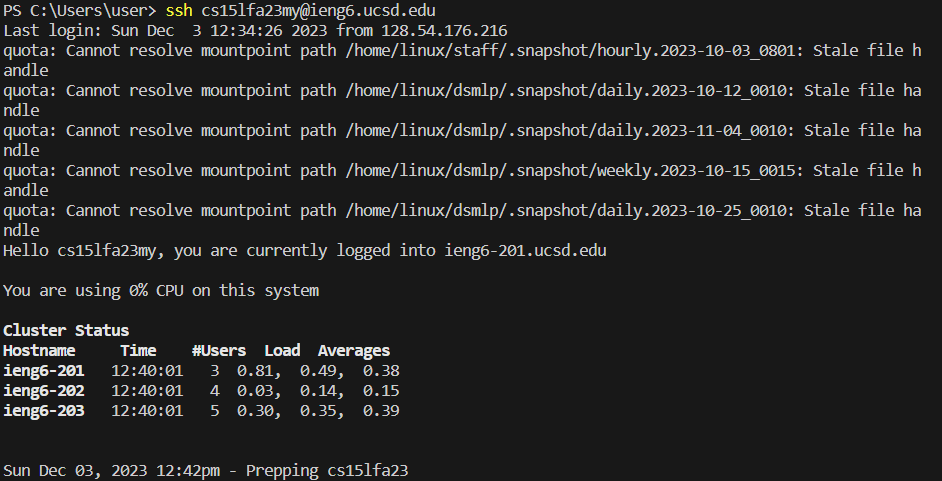 PS C:\Users\user> ssh cs15lfa23my@ieng6.ucsd.edu
Last login: Sun Dec  3 12:34:26 2023 from 128.54.176.216
quota: Cannot resolve mountpoint path /home/linux/staff/.snapshot/hourly.2023-10-03_0801: Stale file h
andle
quota: Cannot resolve mountpoint path /home/linux/dsmlp/.snapshot/daily.2023-10-12_0010: Stale file ha
ndle
quota: Cannot resolve mountpoint path /home/linux/dsmlp/.snapshot/daily.2023-11-04_0010: Stale file ha
ndle
quota: Cannot resolve mountpoint path /home/linux/dsmlp/.snapshot/weekly.2023-10-15_0015: Stale file h
andle
quota: Cannot resolve mountpoint path /home/linux/dsmlp/.snapshot/daily.2023-10-25_0010: Stale file ha
ndle
Hello cs15lfa23my, you are currently logged into ieng6-201.ucsd.edu
You are using 0% CPU on this system
Cluster Status
Hostname     Time    #Users  Load  Averages
ieng6-201   12:40:01   3  0.81,  0.49,  0.38
ieng6-202   12:40:01   4  0.03,  0.14,  0.15
ieng6-203   12:40:01   5  0.30,  0.35,  0.39
Sun Dec 03, 2023 12:42pm - Prepping cs15lfa23